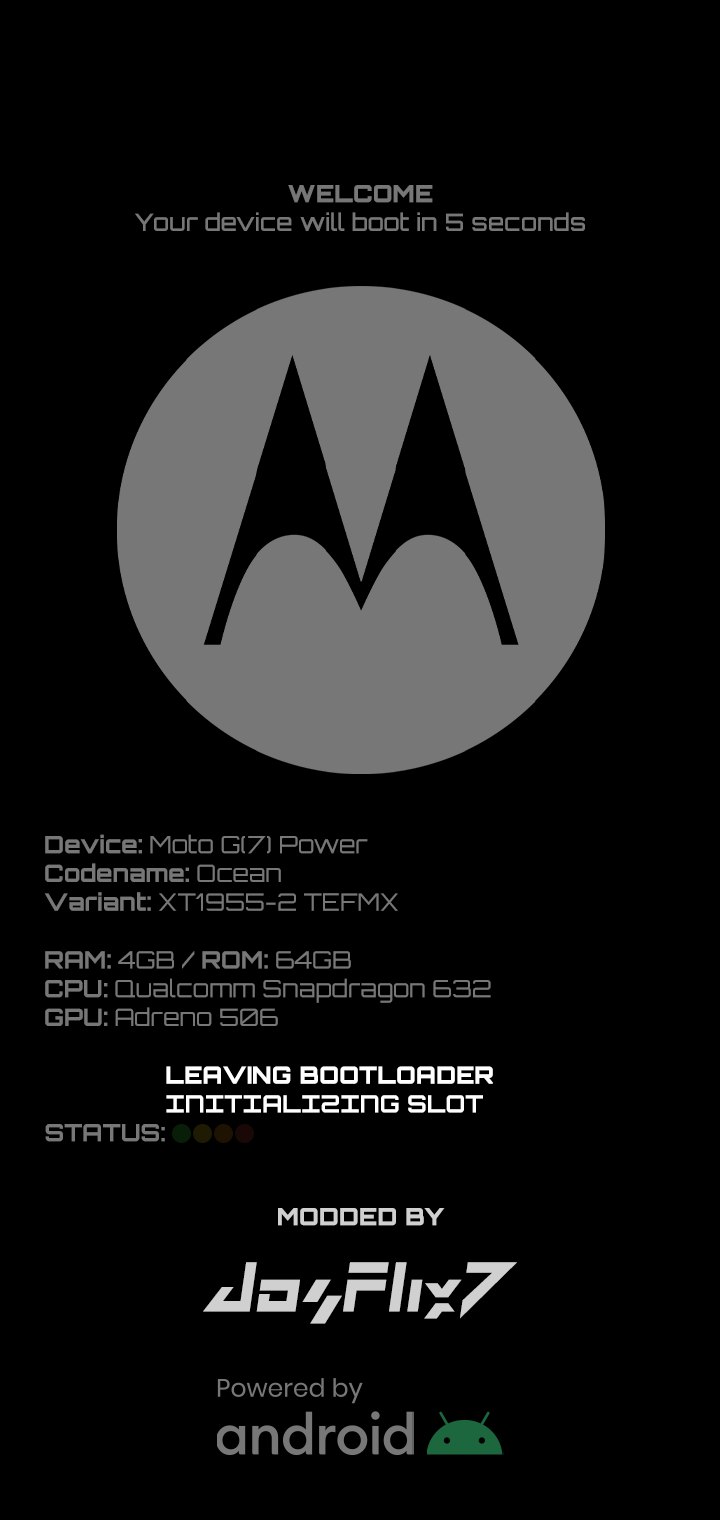 WELCOME
Your device will boot in 5 seconds
Device: Moto G(7) Power
Codename: Ocean
Variant: XT1955-2 TEFMX
RAM: 4GB / ROM: 64GB
CPU: Qualcomm Snapdragon 632
GPU: Adreno 506
LEAVING BOOTLOADER
INITIALIZING SLOT
STATUS:
MODDED BY
JayFlix7
Powered by
android